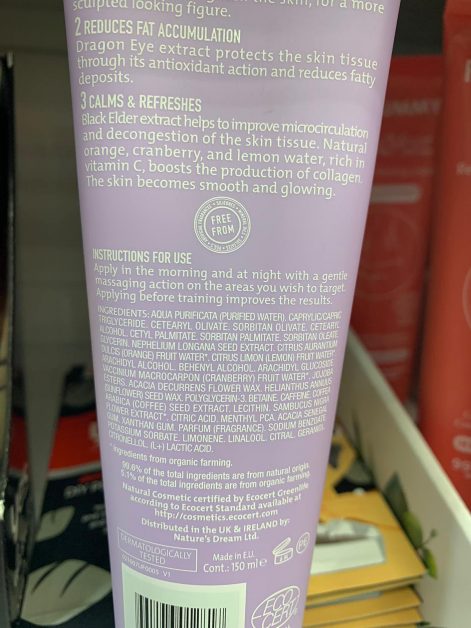 sculpted looking figure.
2 REDUCES FAT ACCUMULATION
Dragon Eye extract protects the skin tissue
through its antioxidant action and reduces fatty
deposits.
3 CALMS & REFRESHES
Black Elder extract helps to improve microcirculation
and decongestion of the skin tissue. Natural
orange, cranberry, and lemon water, rich in
vitamin C, boosts the production of collagen.
The skin becomes smooth and glowing.
FREE
FROM
INSTRUCTIONS FOR USE
Apply in the morning and at night with a gentle
massaging action on the areas you wish to target.
Applying before training improves the results.
INGREDIENTS: AQUA PURIFICATA (PURIFIED WATER), CAPRYLIC/CAPRIC
TRIGLYCERIDE, CETEARYL OLIVATE, SORBITAN OLIVATE, CETEARYL
ALCOHOL, CETYL PALMITATE, SORBITAN PALMITATE, SORBITAN OLEATE,
GLYCERIN, NEPHELIUM LONGANA SEED EXTRACT, CITRUS AURANTIUM
DULCIS (ORANGE) FRUIT WATER*, CITRUS LIMON (LEMON) FRUIT WATER*,
ALCOHOL, BEHENYL ALCOHOL, ARACHIDYL GLUCOSIDE,
VACCINIUM MACROCARPON (CRANBERRY) FRUIT WATER*, JOJOBA
ESTERS, ACACIA DECURRENS FLOWER WAX, HELIANTHUS ANNUUS
(SUNFLOWER) SEED WAX, POLYGLYCERIN-3, BETAINE, CAFFEINE, COFFEA
ARABICA (COFFEE) SEED EXTRACT, LECITHIN, SAMBUCUS NIGRA
FLOWER EXTRACT*, CITRIC ACID, MENTHYL PCA, ACACIA SENEGAL
GUM, XANTHAN GUM, PARFUM (FRAGRANCE), SODIUM BENZOATE,
POTASSIUM SORBATE, LIMONENE, LINALOOL, CITRAL, GERANIOL,
CITRONELLOL, (L+) LACTIC ACID.
*Ingredients from organic farming.
99.6% of the total ingredients are from natural origin.
5.1% of the total ingredients are from organic farming.
Natural Cosmetic certified by Ecocert Greenlife
according to Ecocert Standard available at
http://cosmetics.ecocert.com
Distributed in the UK & IRELAND by:
Nature's Dream Ltd.
DERMATOLOGICALLY
TESTED
Made in E.U.
Cont.: 150 ml e
ECO
CERT